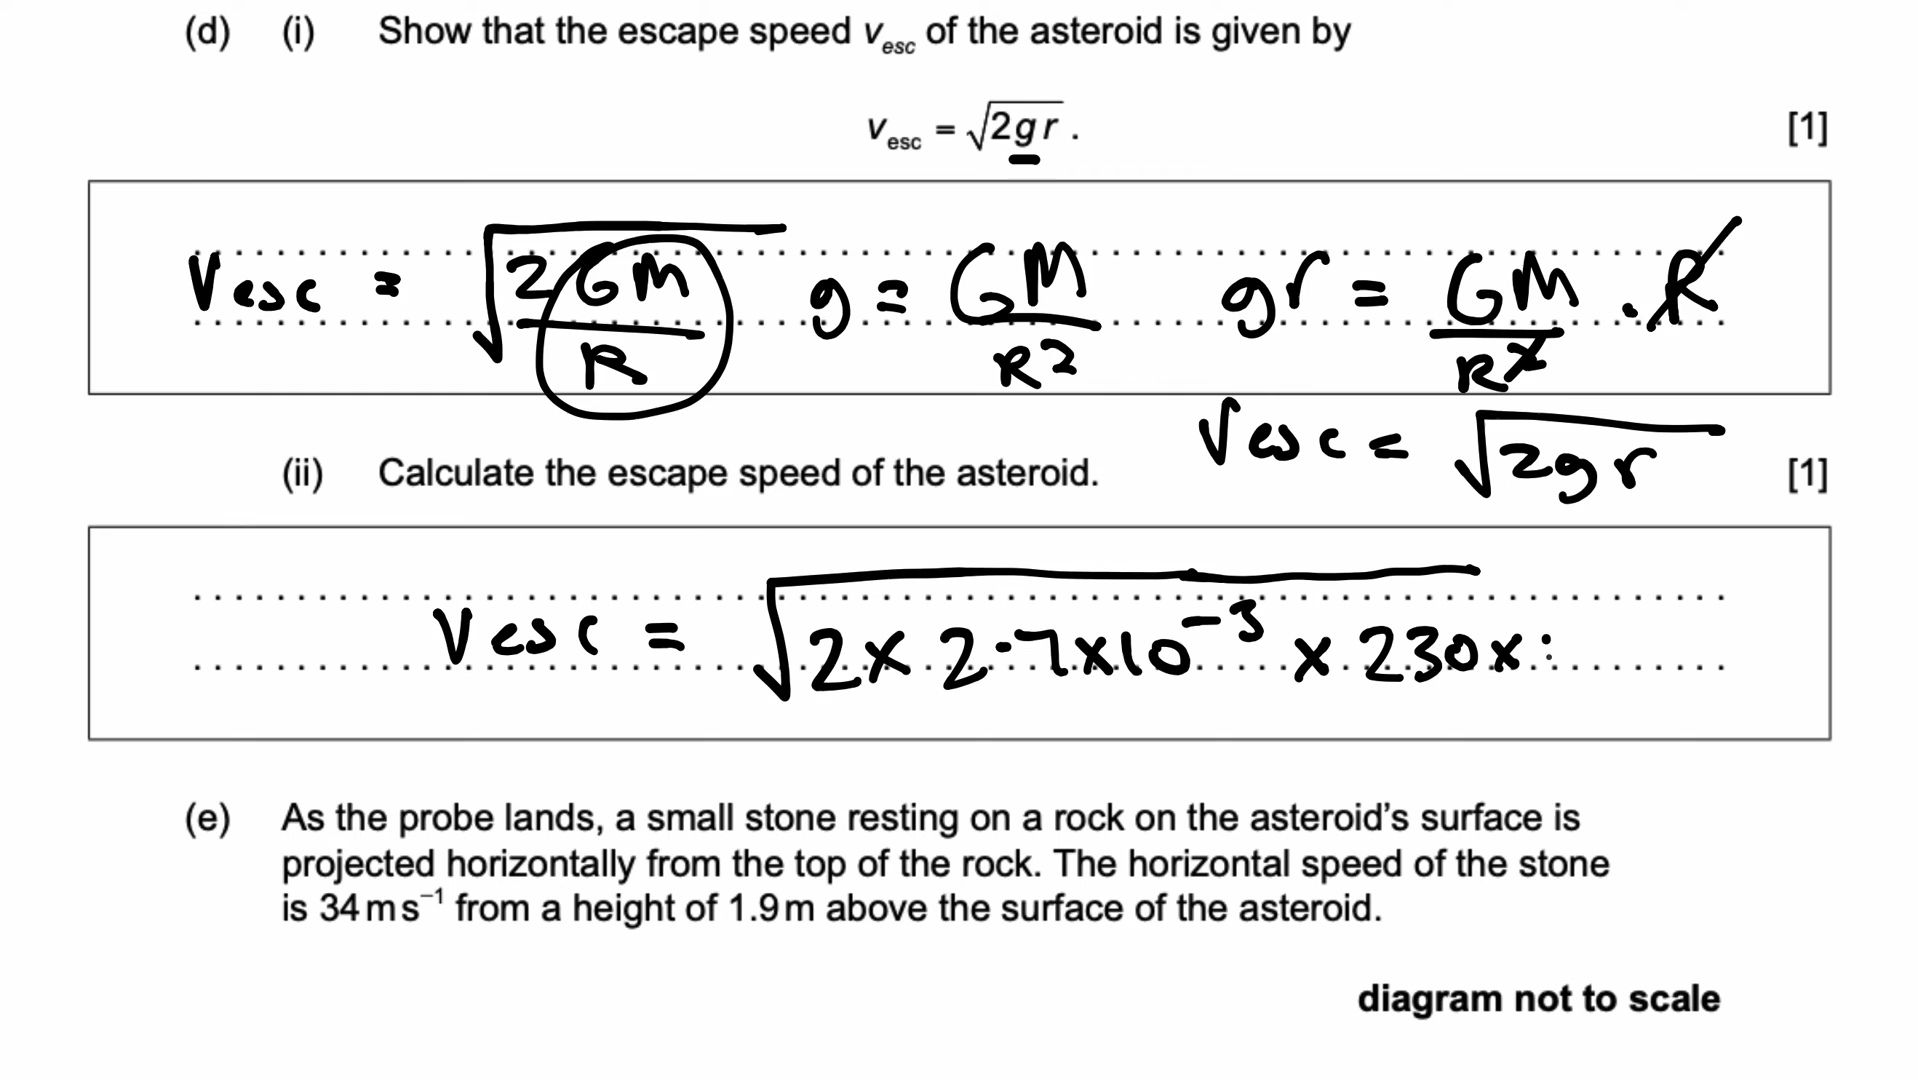 (d) (i) Show that the escape speed v_esc of the asteroid is given by
v_esc = √2gr . [1]
Vesc = √(2GM/R) g = GM/R² gr = GM/R² . R
Vesc = √2gr
(ii) Calculate the escape speed of the asteroid. [1]
Vesc = √2 x 2.7x10⁻³ x 230x
(e) As the probe lands, a small stone resting on a rock on the asteroid’s surface is
projected horizontally from the top of the rock. The horizontal speed of the stone
is 34 m s⁻¹ from a height of 1.9 m above the surface of the asteroid.
diagram not to scale